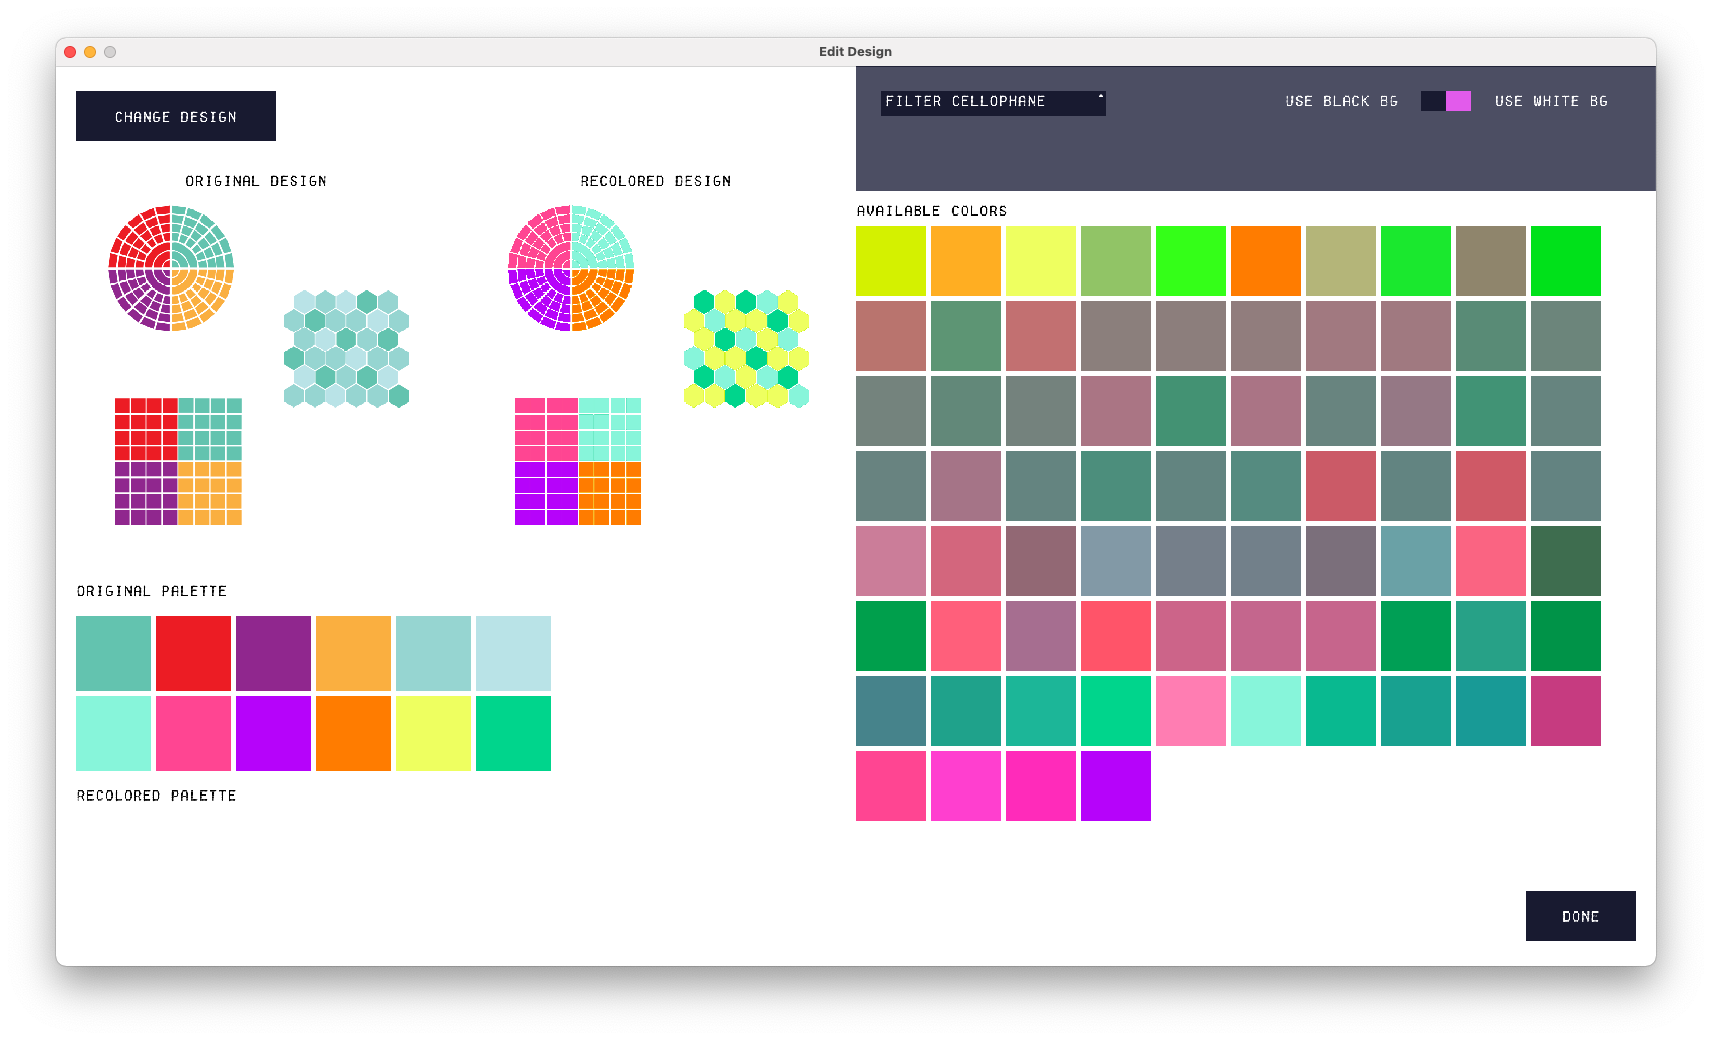 Edit Design
CHANGE DESIGN
FILTER CELLOPHANE
USE BLACK BG
USE WHITE BG
ORIGINAL DESIGN
RECOLORED DESIGN
AVAILABLE COLORS
ORIGINAL PALETTE
RECOLORED PALETTE
DONE